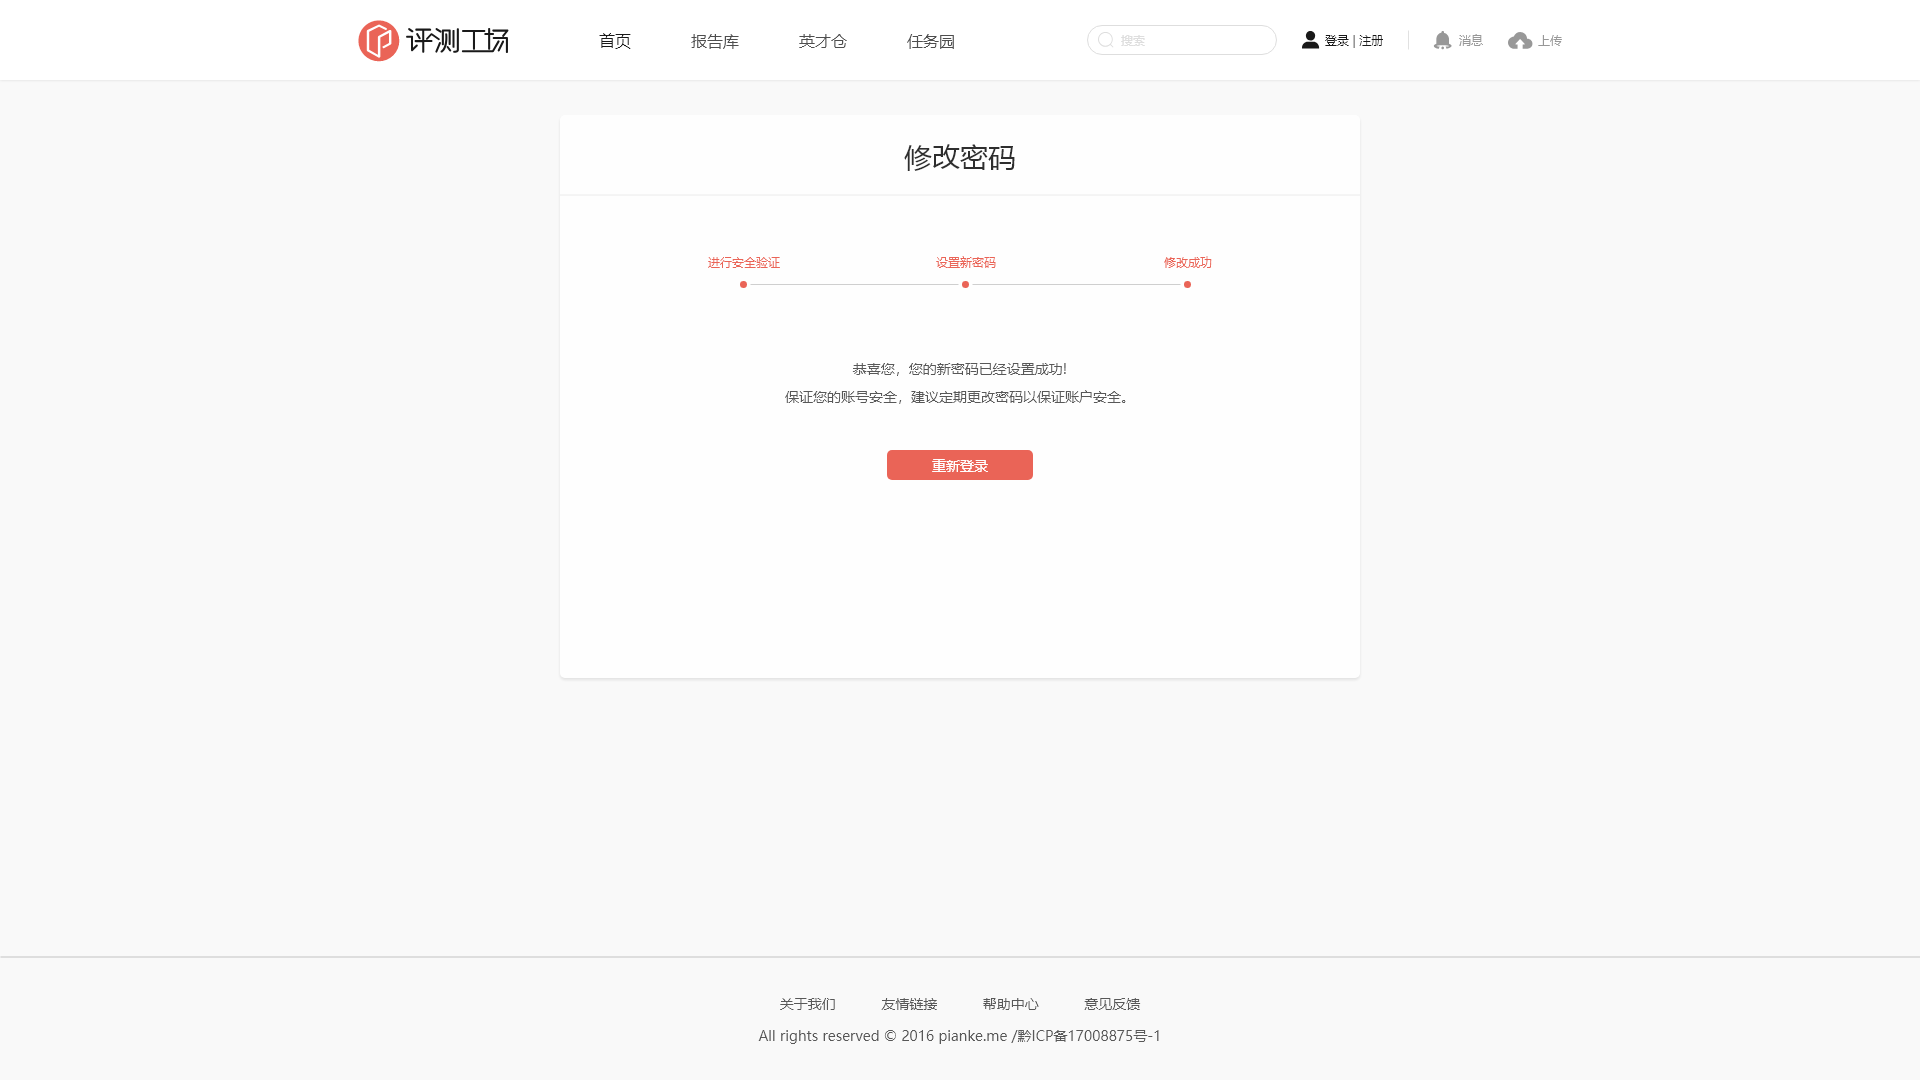 评测工场 首页 报告库 英才仓 任务园 搜索 登录 | 注册 消息 上传
修改密码
进行安全验证 设置新密码 修改成功
恭喜您，您的新密码已经设置成功!
保证您的账号安全，建议定期更改密码以保证账户安全。
重新登录
关于我们 友情链接 帮助中心 意见反馈
All rights reserved © 2016 pianke.me /黔ICP备17008875号-1